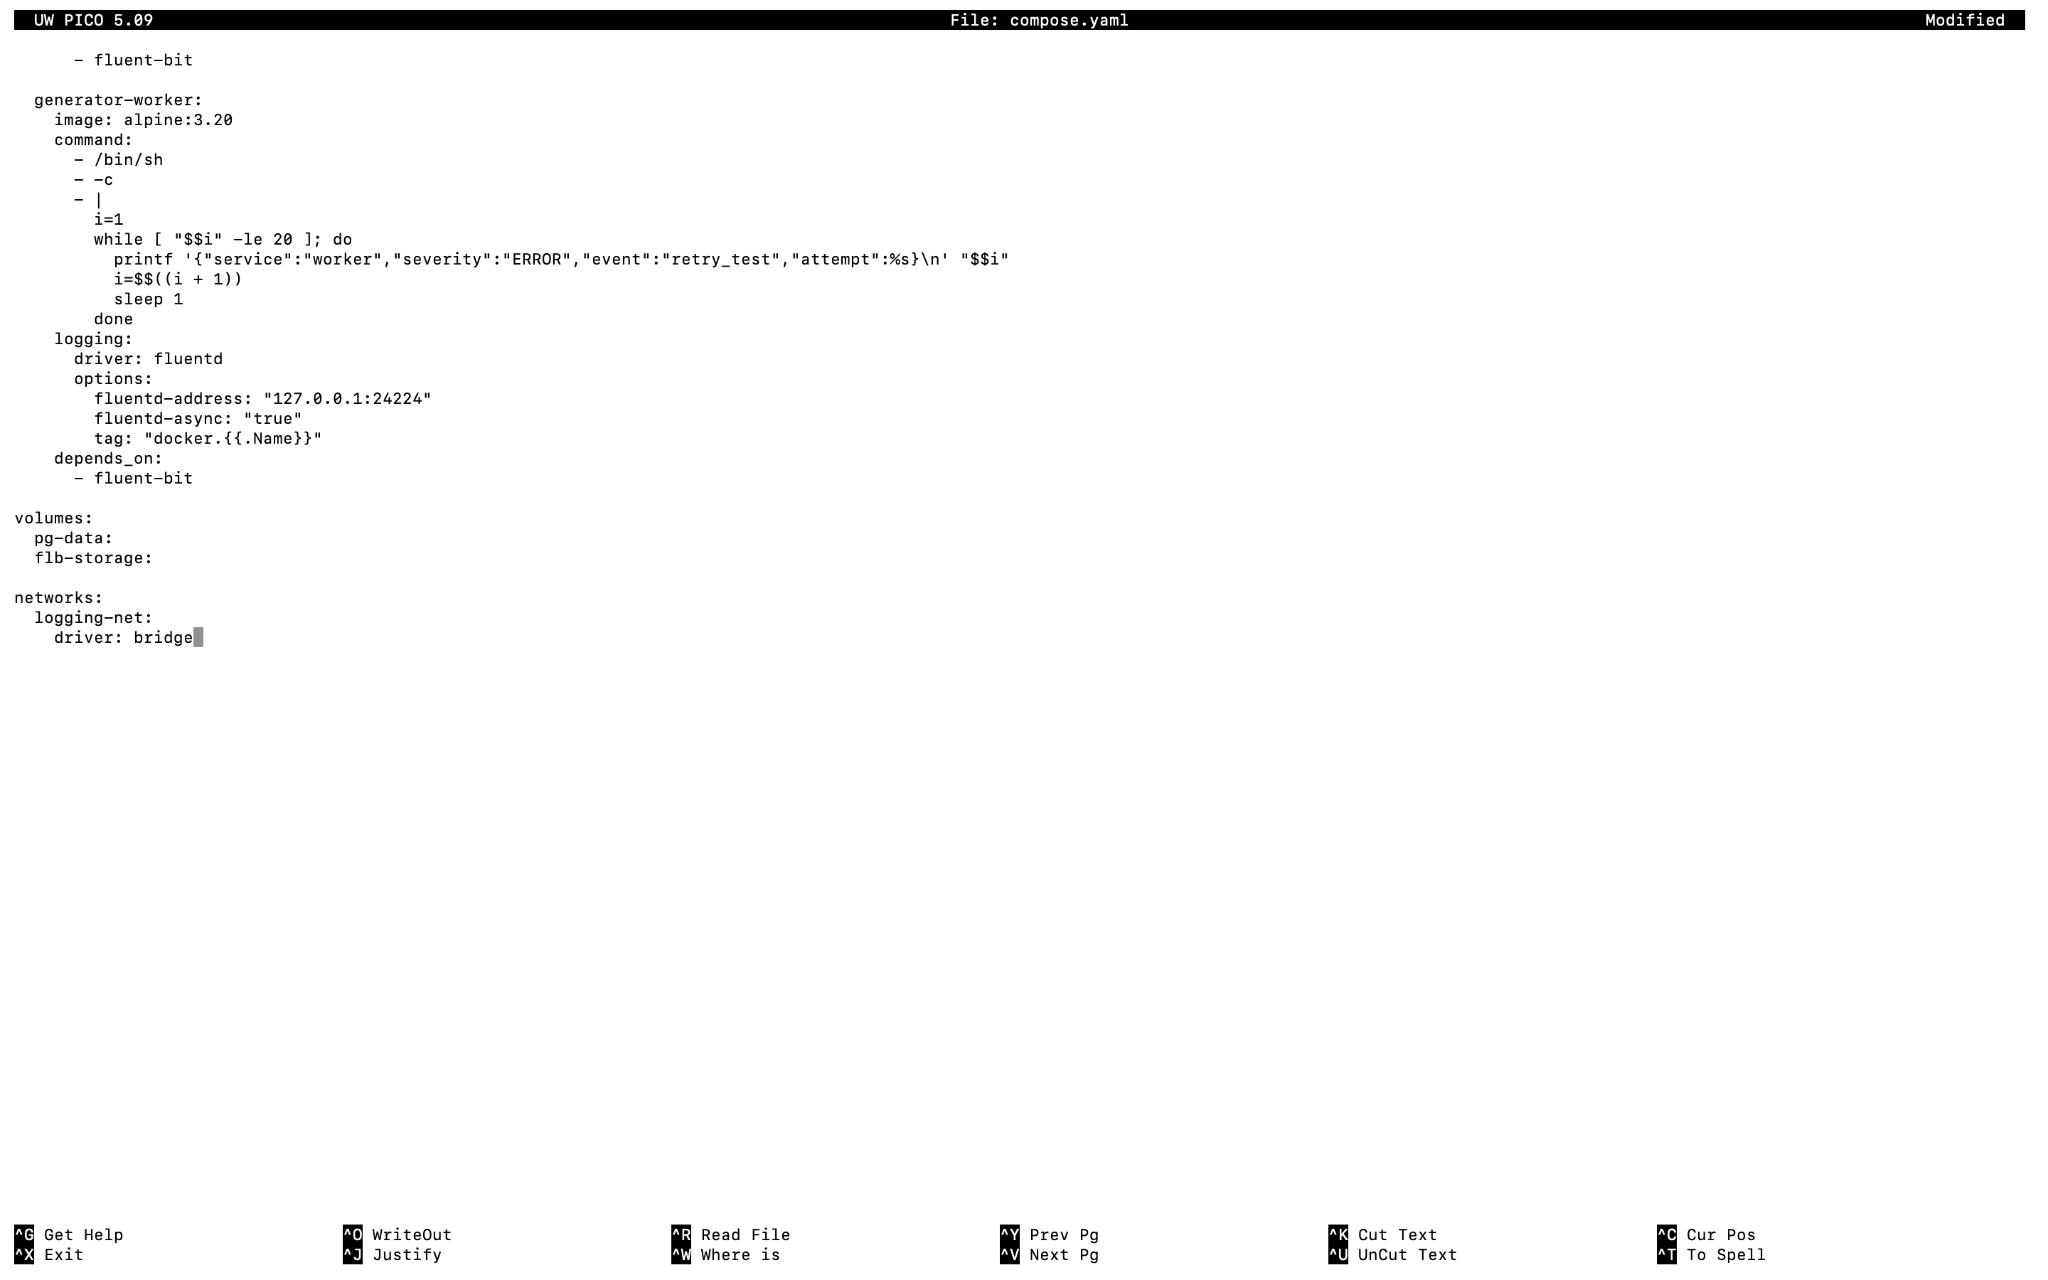 UW PICO 5.09 File: compose.yaml Modified
      - fluent-bit
  generator-worker:
    image: alpine:3.20
    command:
      - /bin/sh
      - -c
      - |
        i=1
        while [ "$$i" -le 20 ]; do
          printf '{"service":"worker","severity":"ERROR","event":"retry_test","attempt":%s}\n' "$$i"
          i=$$((i + 1))
          sleep 1
        done
    logging:
      driver: fluentd
      options:
        fluentd-address: "127.0.0.1:24224"
        fluentd-async: "true"
        tag: "docker.{{.Name}}"
    depends_on:
      - fluent-bit
volumes:
  pg-data:
  flb-storage:
networks:
  logging-net:
    driver: bridge
^G Get Help ^O WriteOut ^R Read File ^Y Prev Pg ^K Cut Text ^C Cur Pos
^X Exit ^J Justify ^W Where is ^V Next Pg ^U UnCut Text ^T To Spell